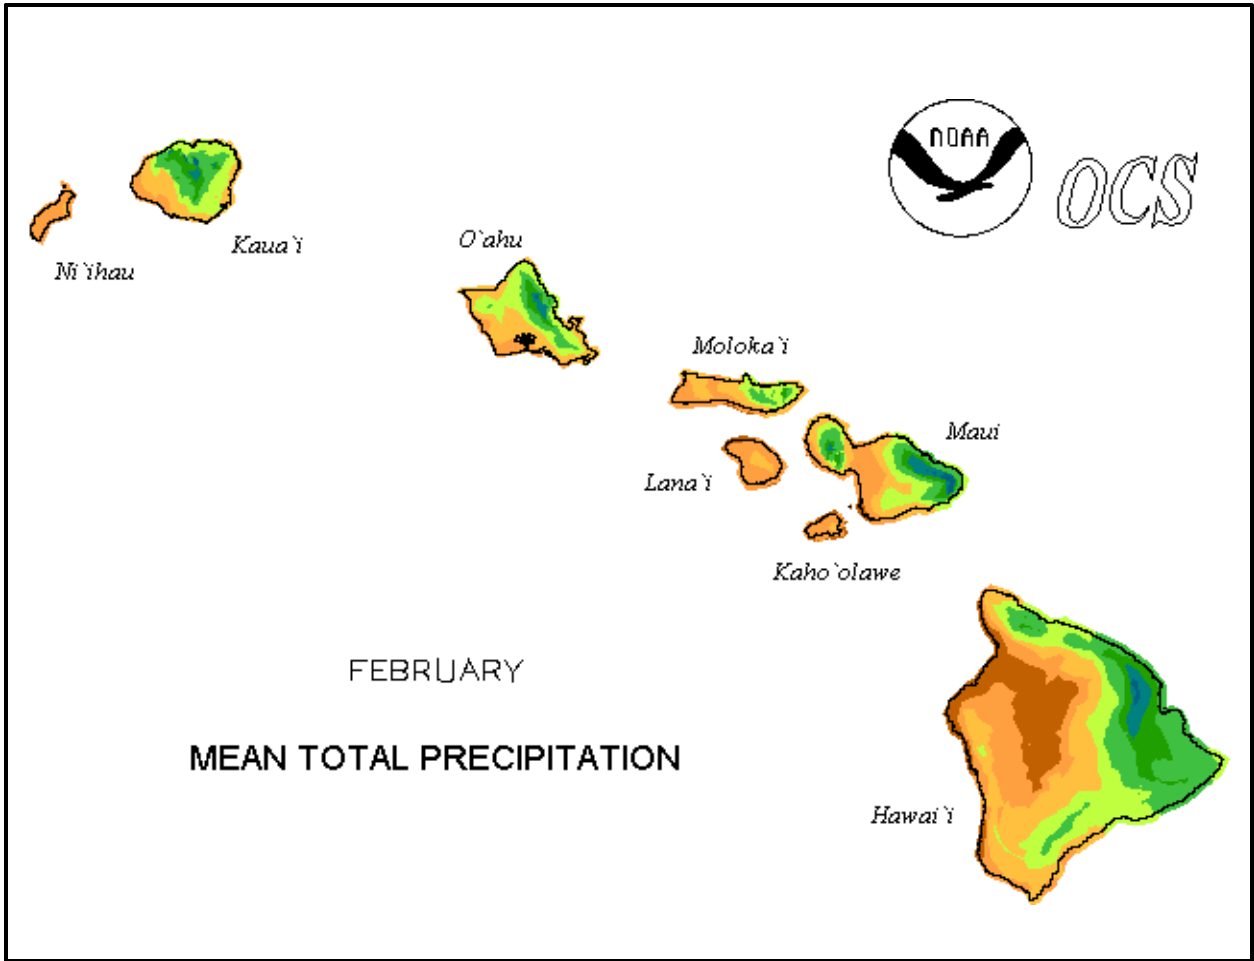 NOAA
OCS
Kaua`i
O`ahu
Ni`ihau
Moloka`i
Maui
Lana`i
Kaho`olawe
FEBRUARY
MEAN TOTAL PRECIPITATION
Hawai`i